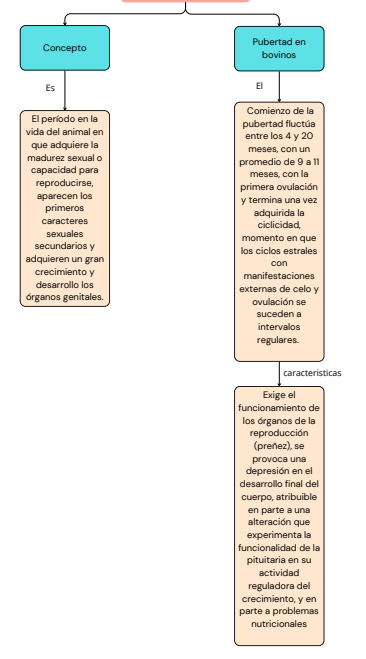 Concepto
Es
El período en la
vida del animal en
que adquiere la
madurez sexual o
capacidad para
reproducirse,
aparecen los
primeros
caracteres
sexuales
secundarios y
adquieren un gran
crecimiento y
desarrollo los
órganos genitales.
Pubertad en
bovinos
El
Comienzo de la
pubertad fluctúa
entre los 4 y 20
meses, con un
promedio de 9 a 11
meses, con la
primera ovulación
y termina una vez
adquirida la
ciclicidad,
momento en que
los ciclos estrales
con
manifestaciones
externas de celo y
ovulación se
suceden a
intervalos
regulares.
caracteristicas
Exige el
funcionamiento de
los órganos de la
reproducción
(preñez), se
provoca una
depresión en el
desarrollo final del
cuerpo, atribuible
en parte a una
alteración que
experimenta la
funcionalidad de la
pituitaria en su
actividad
reguladora del
crecimiento, y en
parte a problemas
nutricionales